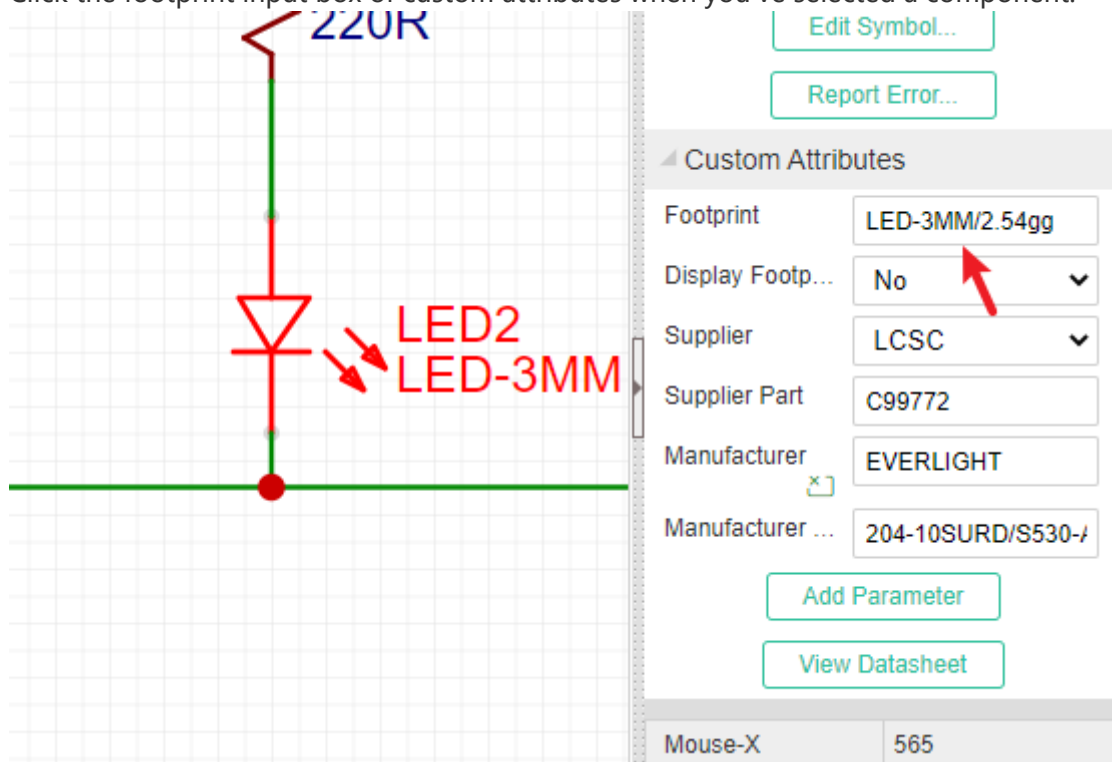 Click the footprint input box of custom attributes when you've selected a component.
220R
LED2
LED-3MM
Edit Symbol...
Report Error...
Custom Attributes
Footprint LED-3MM/2.54gg
Display Footp... No
Supplier LCSC
Supplier Part C99772
Manufacturer EVERLIGHT
Manufacturer ... 204-10SURD/S530-A
Add Parameter
View Datasheet
Mouse-X 565